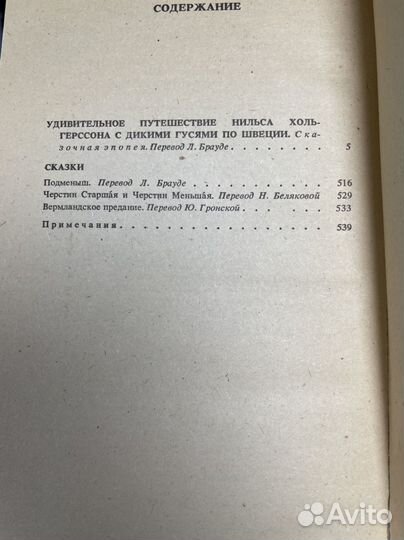 СОДЕРЖАНИЕ
УДИВИТЕЛЬНОЕ ПУТЕШЕСТВИЕ НИЛЬСА ХОЛЬ-
ГЕРССОНА С ДИКИМИ ГУСЯМИ ПО ШВЕЦИИ. Ска-
зочная эпопея. Перевод Л. Брауде . . . . . . . . 5
СКАЗКИ
Подменыш. Перевод Л. Брауде . . . . . . . . . 516
Черстин Старшая и Черстин Меньшая. Перевод Н. Беляковой 529
Вермландское предание. Перевод Ю. Гронской . . . . . 533
Примечания . . . . . . . . . . . . . . . 539
Avito